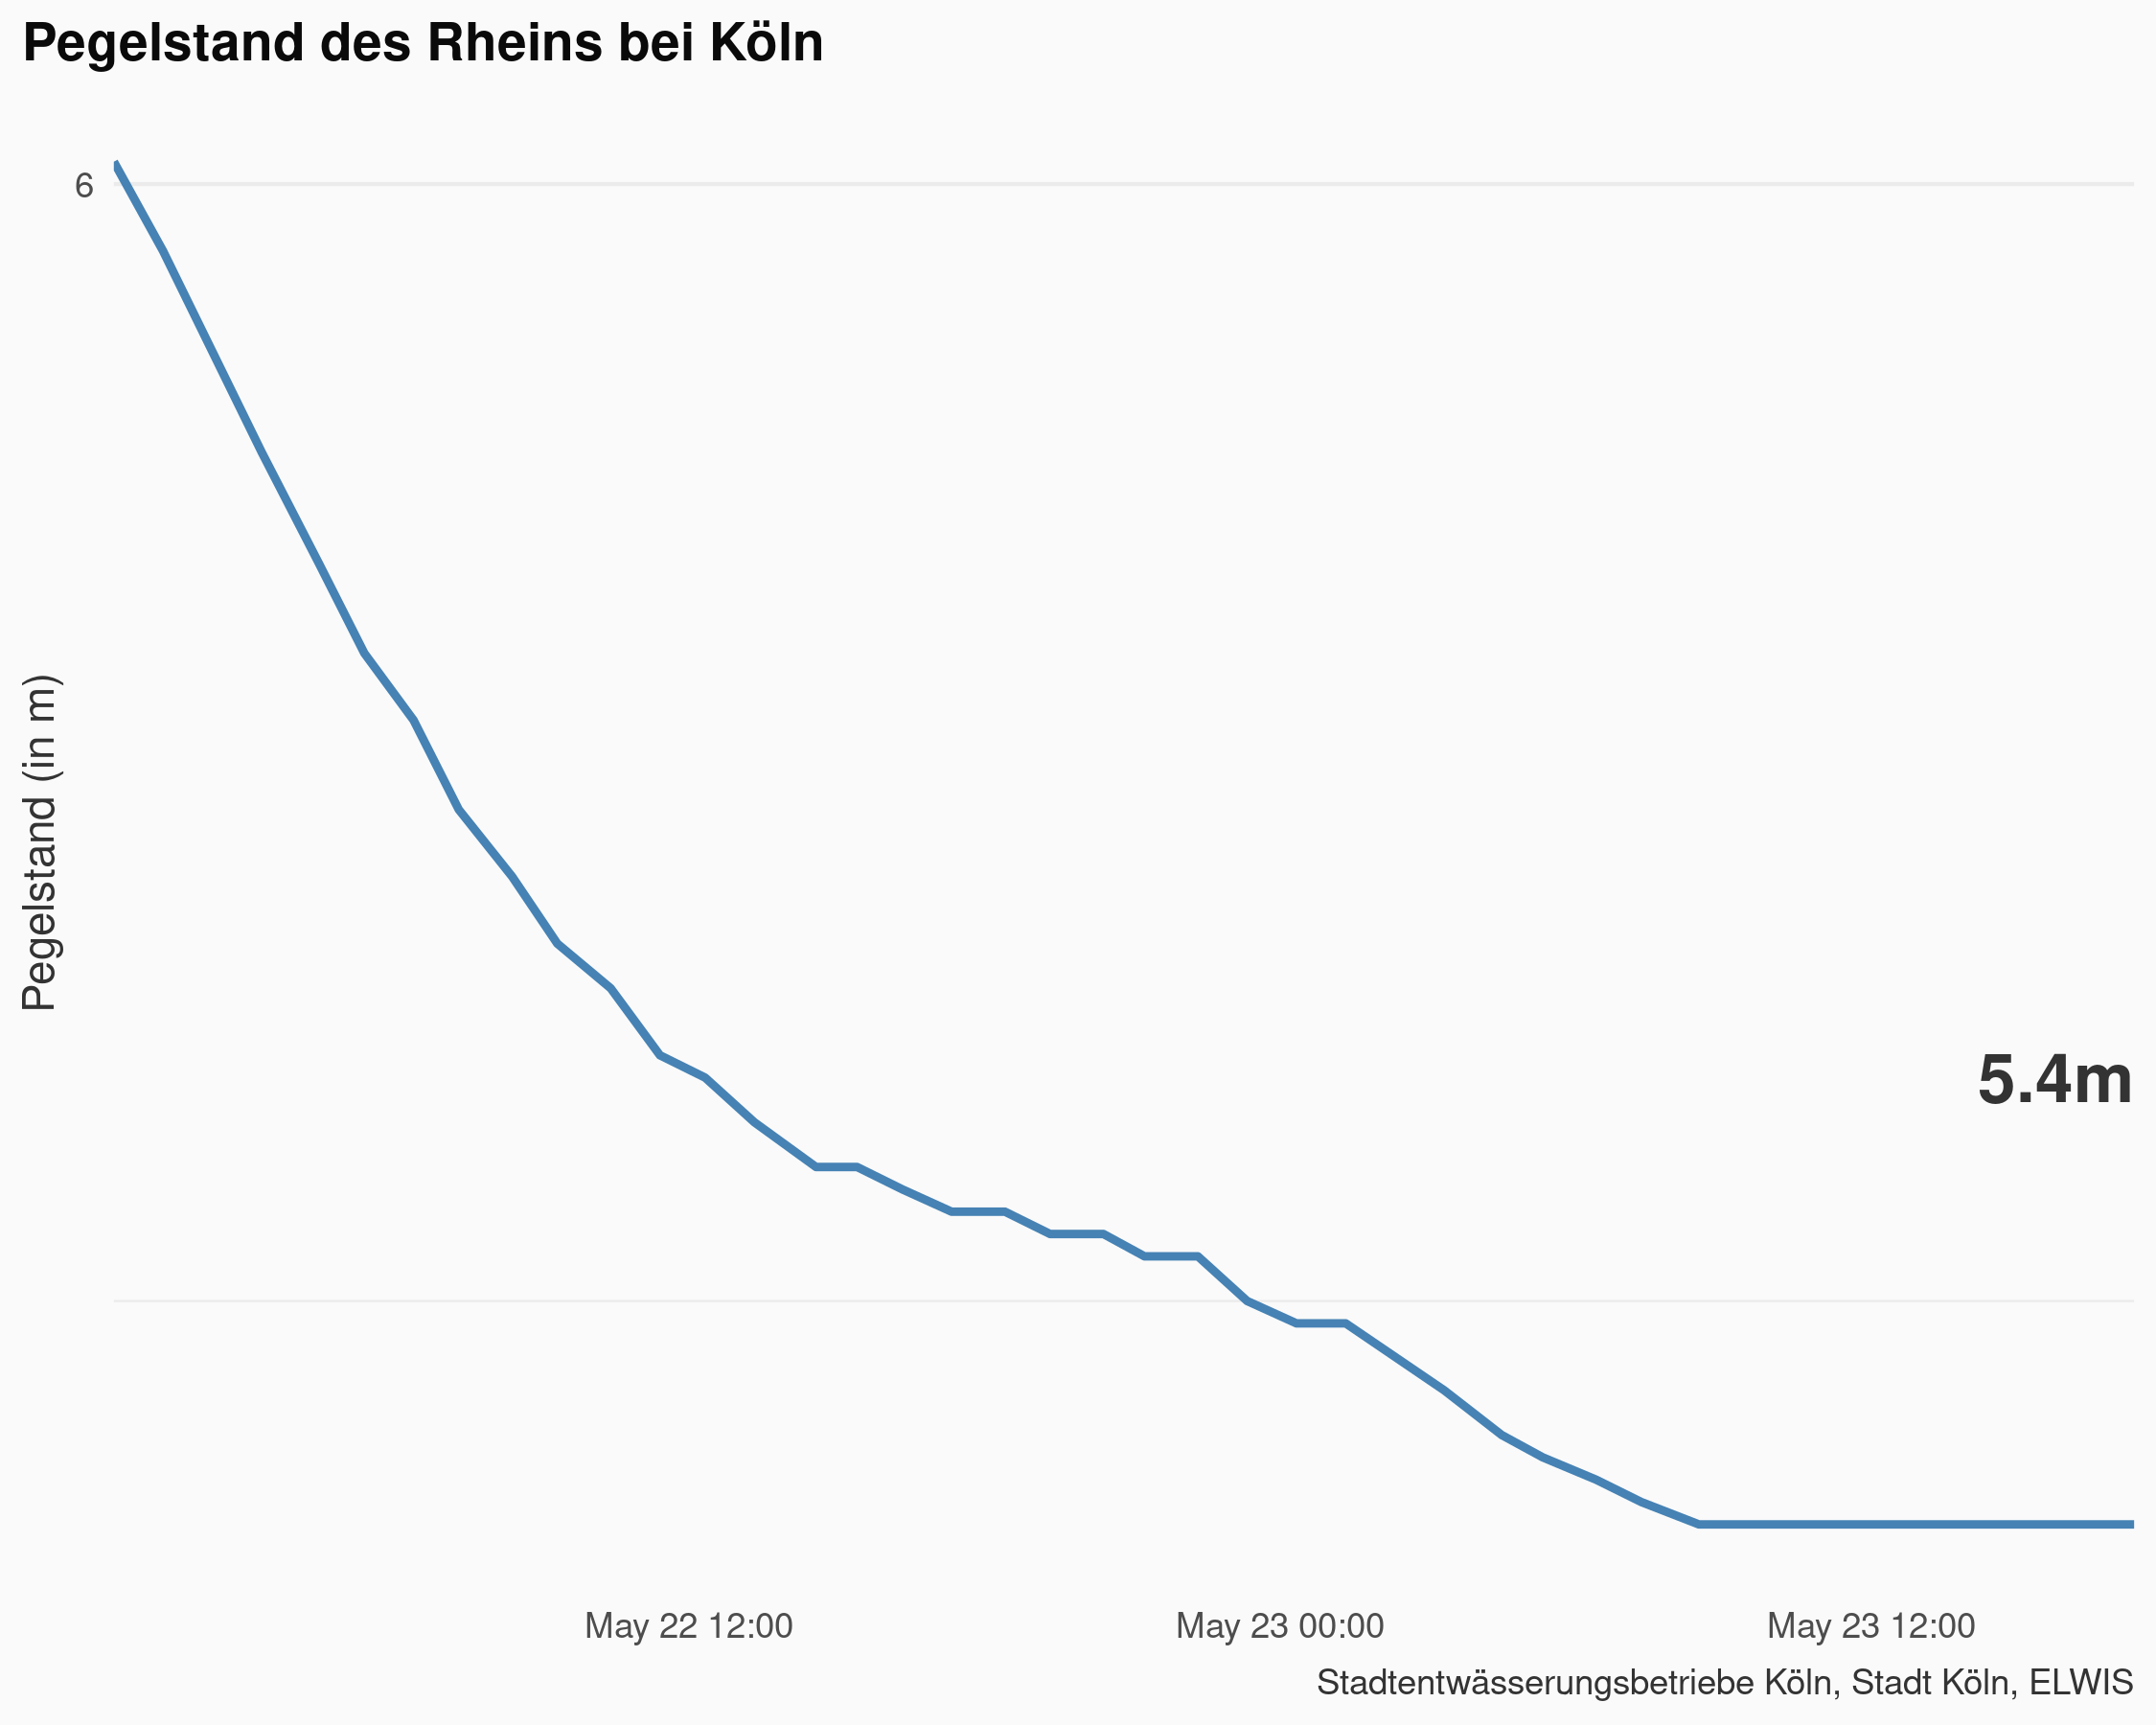 Pegelstand des Rheins bei Köln
6
Pegelstand (in m)
5.4m
May 22 12:00
May 23 00:00
May 23 12:00
Stadtentwässerungsbetriebe Köln, Stadt Köln, ELWIS